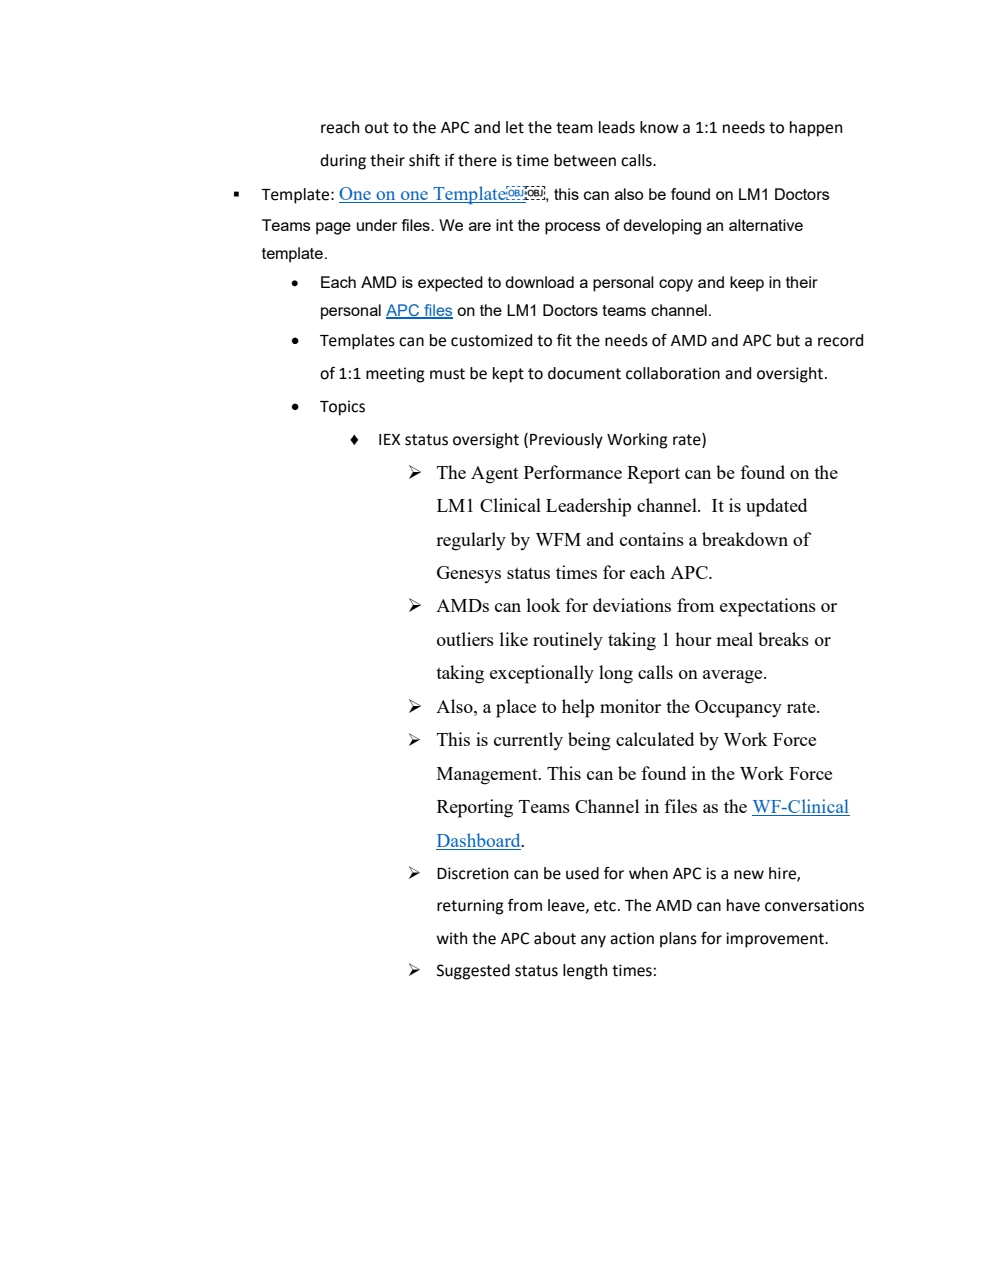 reach out to the APC and let the team leads know a 1:1 needs to happen
during their shift if there is time between calls.
▪ Template: One on one Template, this can also be found on LM1 Doctors
Teams page under files. We are int the process of developing an alternative
template.
• Each AMD is expected to download a personal copy and keep in their
personal APC files on the LM1 Doctors teams channel.
• Templates can be customized to fit the needs of AMD and APC but a record
of 1:1 meeting must be kept to document collaboration and oversight.
• Topics
♦ IEX status oversight (Previously Working rate)
➢ The Agent Performance Report can be found on the
LM1 Clinical Leadership channel.  It is updated
regularly by WFM and contains a breakdown of
Genesys status times for each APC.
➢ AMDs can look for deviations from expectations or
outliers like routinely taking 1 hour meal breaks or
taking exceptionally long calls on average.
➢ Also, a place to help monitor the Occupancy rate.
➢ This is currently being calculated by Work Force
Management. This can be found in the Work Force
Reporting Teams Channel in files as the WF-Clinical
Dashboard.
➢ Discretion can be used for when APC is a new hire,
returning from leave, etc. The AMD can have conversations
with the APC about any action plans for improvement.
➢ Suggested status length times: